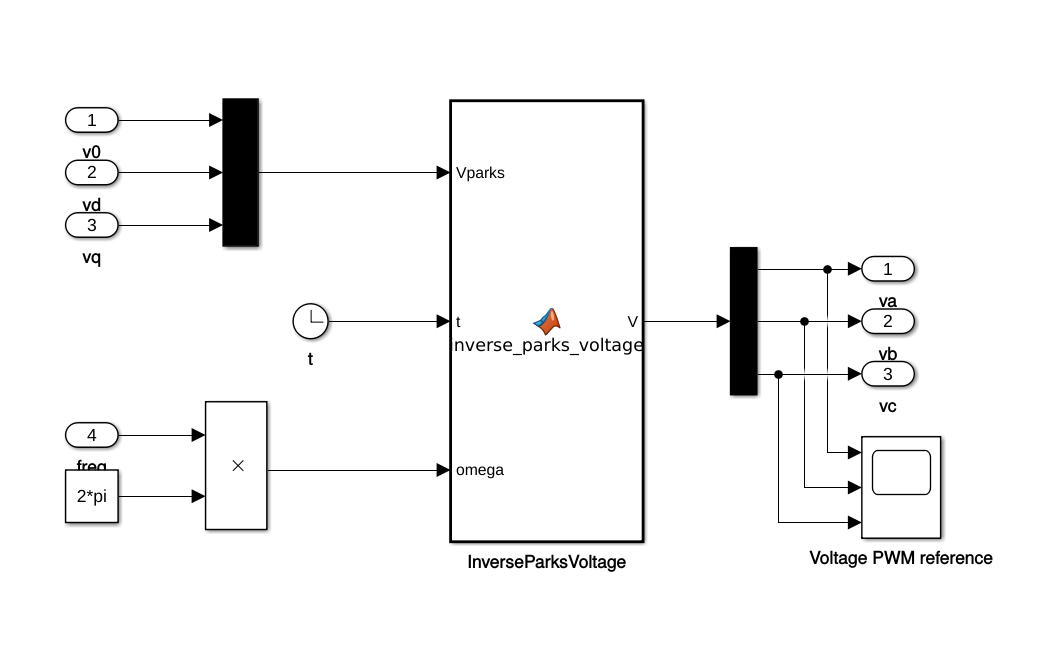 1
v0
2
vd
3
vq
Vparks
t
t
V
inverse_parks_voltage
4
freq
2*pi
×
omega
InverseParksVoltage
1
va
2
vb
3
vc
Voltage PWM reference